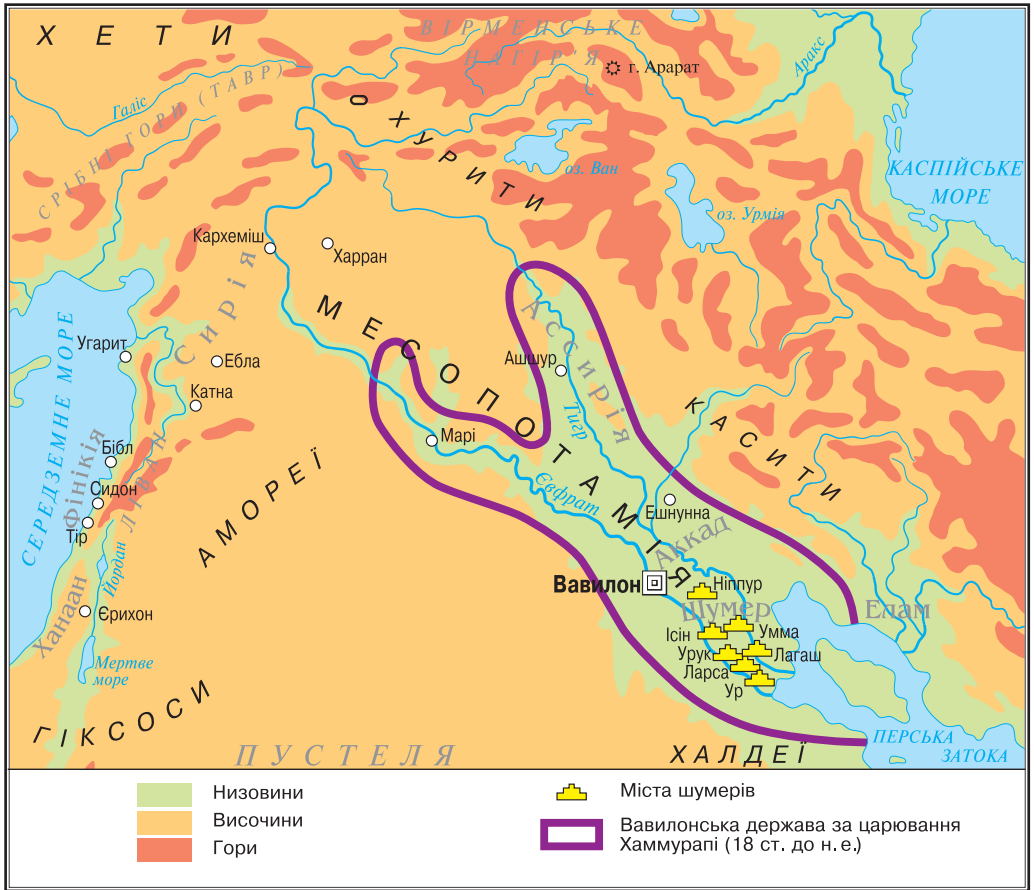 ХЕТИ
ВІРМЕНСЬКЕ
НАГІР'Я
г. Арарат
Аракс
Галіс
СРІБНІ ГОРИ (ТАВР)
ХУРИТИ
оз. Ван
КАСПІЙСЬКЕ
МОРЕ
оз. Урмія
Кархеміш
Харран
Сирія
МЕСОПОТАМІЯ
Ассирія
Угарит
Ебла
Ашшур
Катна
Тигр
КАСИТИ
СЕРЕДЗЕМНЕ МОРЕ
Марі
Бібл
Фінікія
ЛІВАН
Сидон
Тір
АМОРЕЇ
Євфрат
Ешнунна
Аккад
Йордан
Ханаан
Єрихон
Вавилон
Ніппур
Шумер
Елам
Ісін
Умма
Урук
Лагаш
Ларса
Ур
Мертве
море
ГІКСОСИ
ПУСТЕЛЯ
ХАЛДЕЇ
ПЕРСЬКА
ЗАТОКА
Низовини
Височини
Гори
Міста шумерів
Вавилонська держава за царювання
Хаммурапі (18 ст. до н. е.)